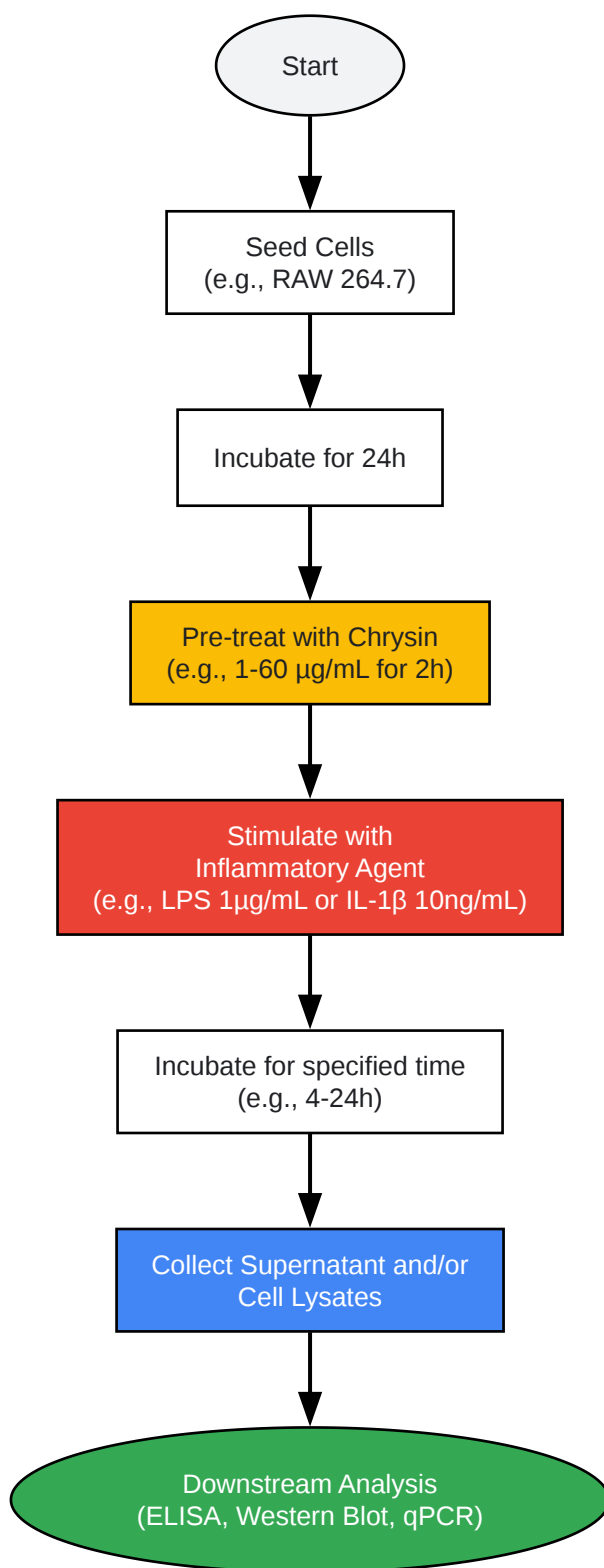 Start
Seed Cells
(e.g., RAW 264.7)
Incubate for 24h
Pre-treat with Chrysin
(e.g., 1-60 µg/mL for 2h)
Stimulate with
Inflammatory Agent
(e.g., LPS 1µg/mL or IL-1β 10ng/mL)
Incubate for specified time
(e.g., 4-24h)
Collect Supernatant and/or
Cell Lysates
Downstream Analysis
(ELISA, Western Blot, qPCR)